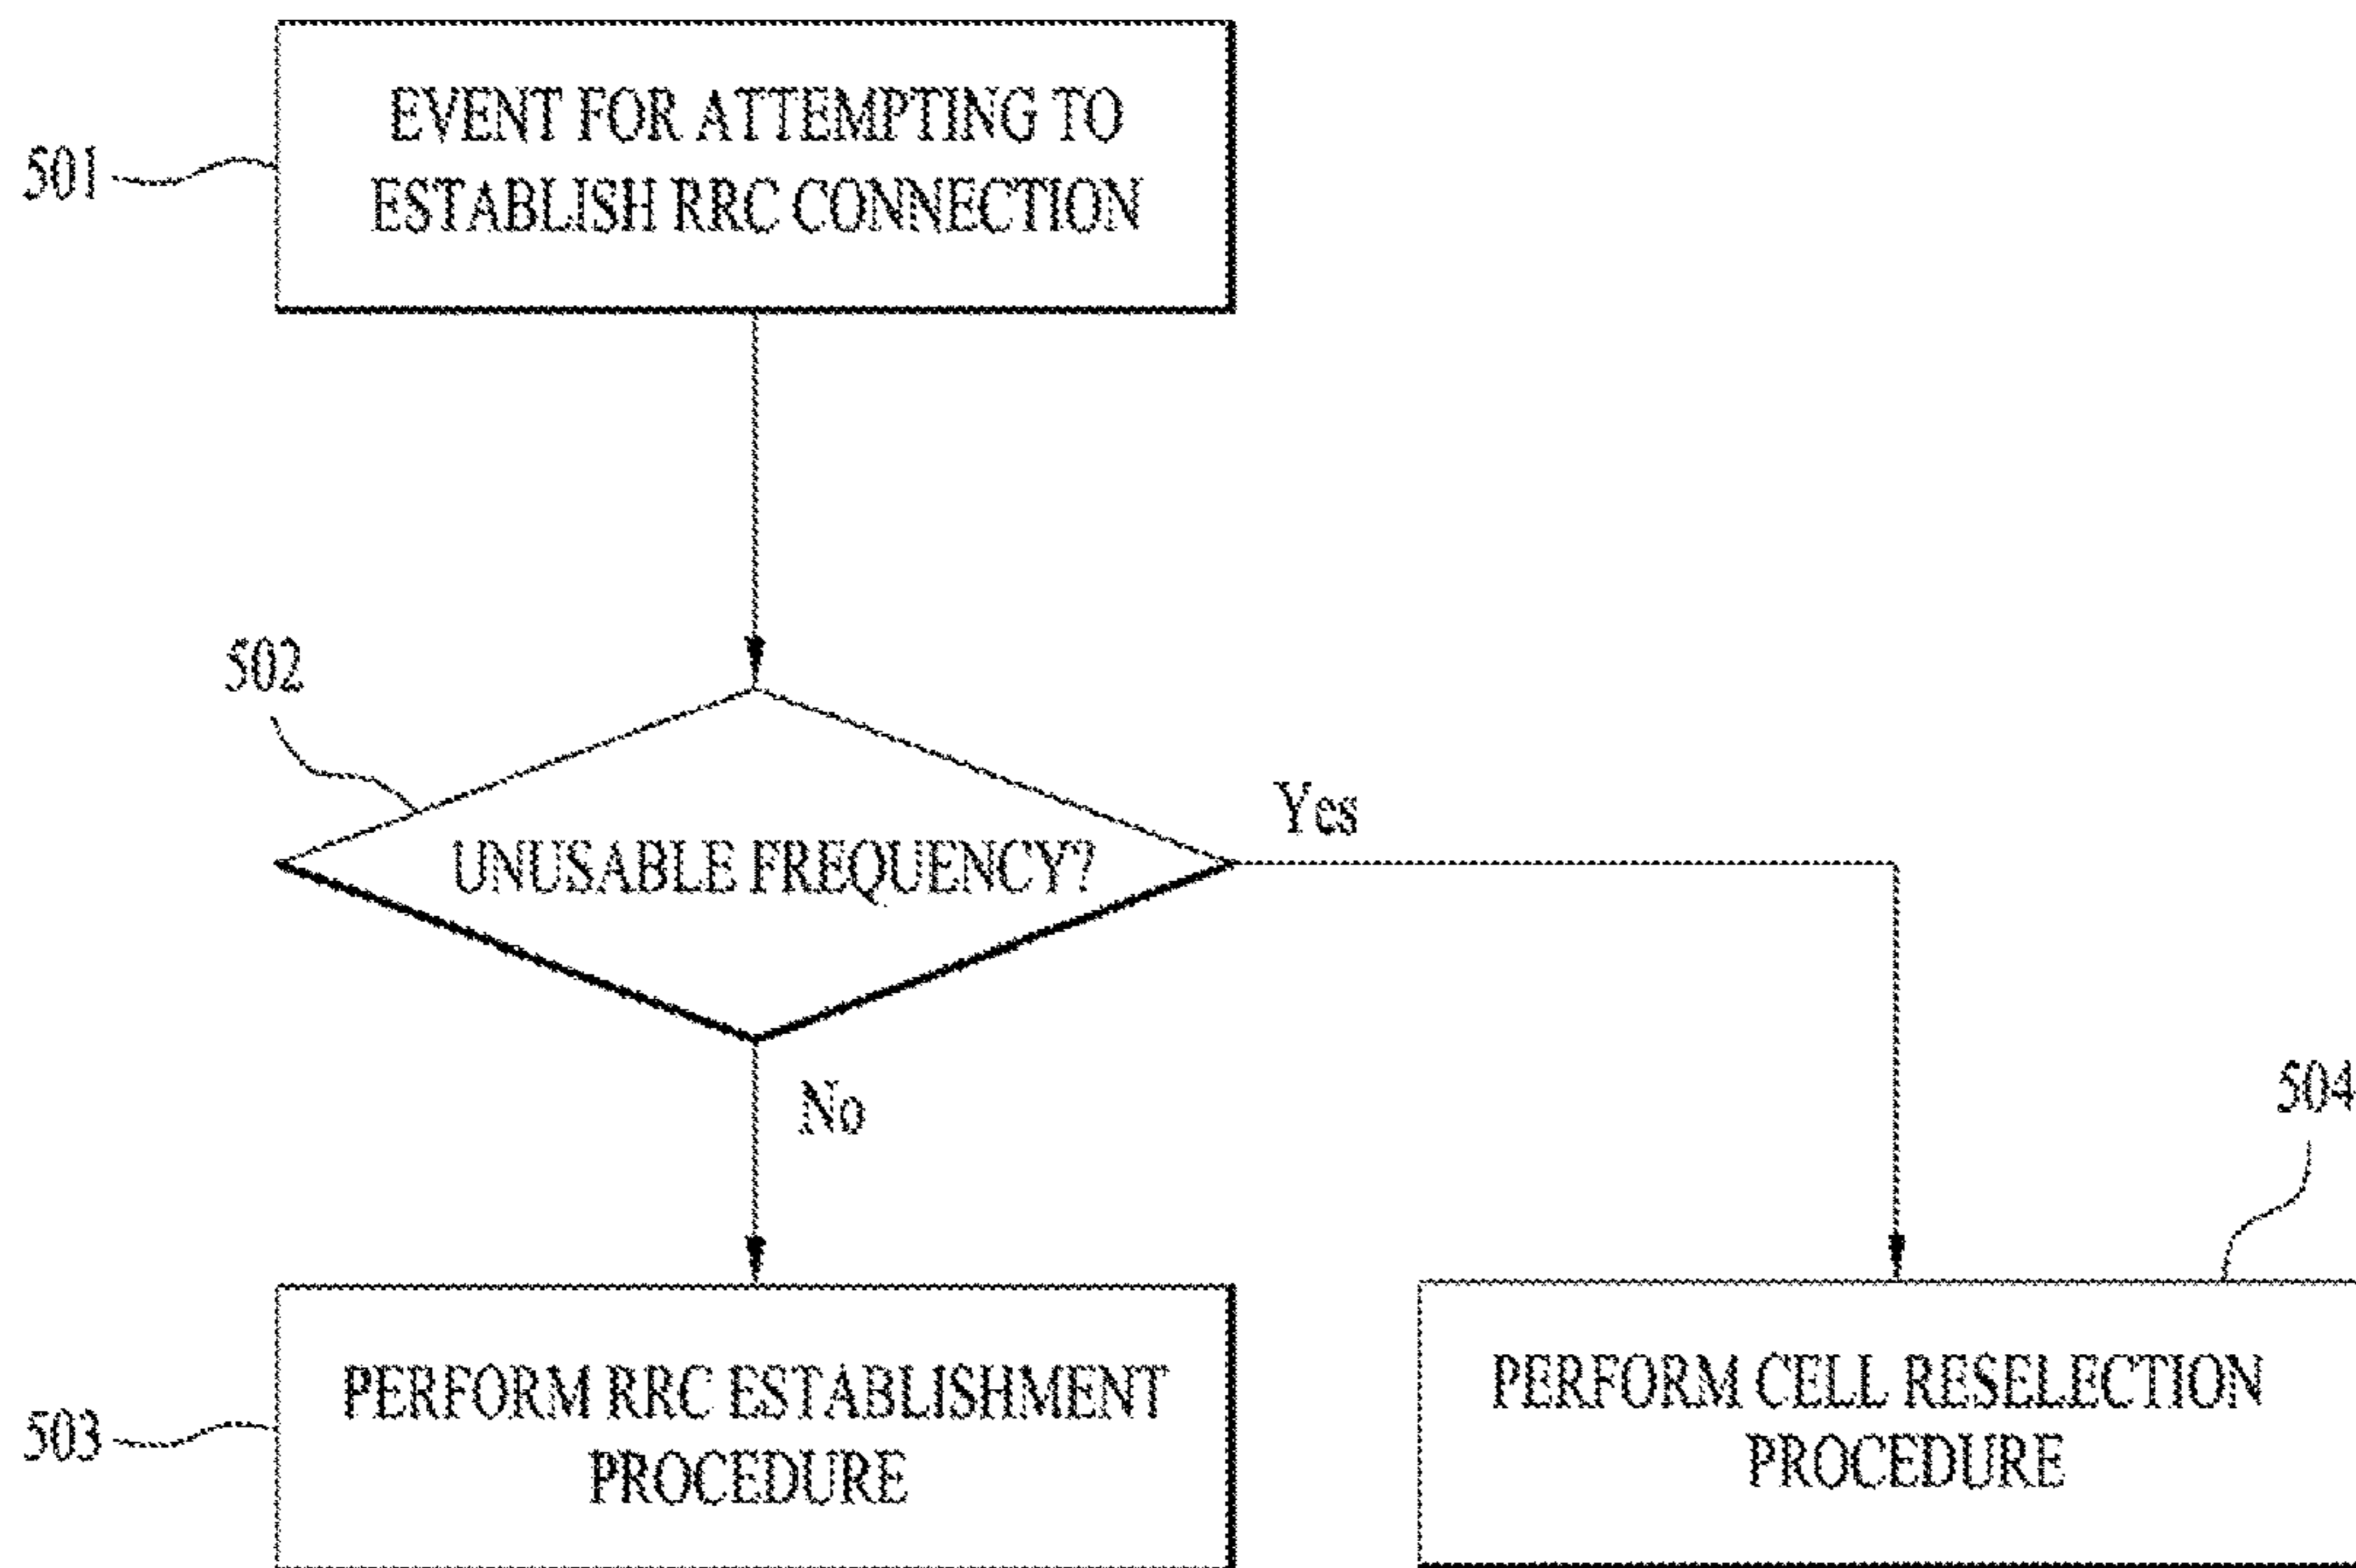 501
EVENT FOR ATTEMPTING TO
ESTABLISH RRC CONNECTION
502
UNUSABLE FREQUENCY?
Yes
No
503
PERFORM RRC ESTABLISHMENT
PROCEDURE
504
PERFORM CELL RESELECTION
PROCEDURE